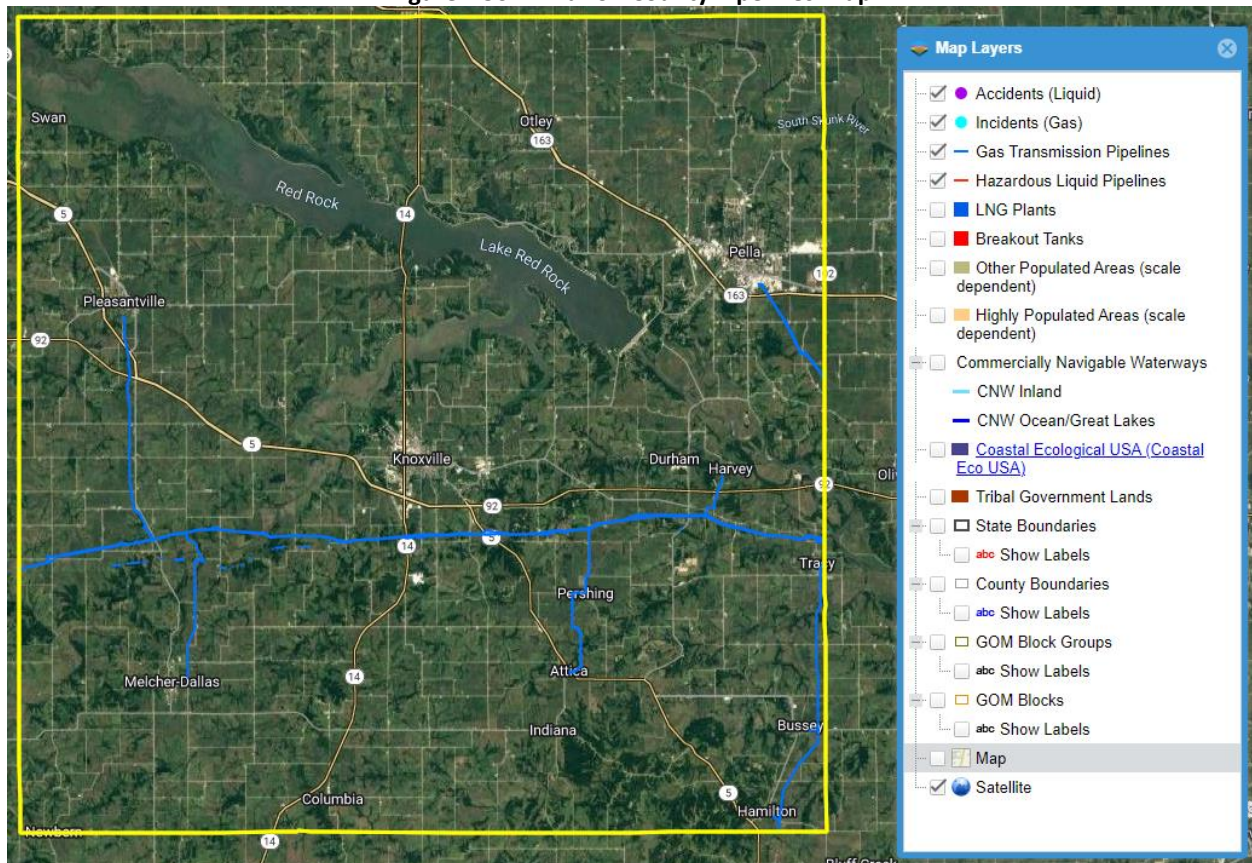 Swan
Otley
163
South Skunk River
5
Red Rock
14
Lake Red Rock
Pella
102
163
Pleasantville
92
5
Knoxville
Durham
Harvey
92
92
5
14
Tracy
Pershing
Attica
14
Melcher-Dallas
Indiana
Bussey
5
Columbia
Hamilton
Newbern
14
Map Layers
Accidents (Liquid)
Incidents (Gas)
Gas Transmission Pipelines
Hazardous Liquid Pipelines
LNG Plants
Breakout Tanks
Other Populated Areas (scale
dependent)
Highly Populated Areas (scale
dependent)
Commercially Navigable Waterways
CNW Inland
CNW Ocean/Great Lakes
Coastal Ecological USA (Coastal
Eco USA)
Tribal Government Lands
State Boundaries
abc Show Labels
County Boundaries
abc Show Labels
GOM Block Groups
abc Show Labels
GOM Blocks
abc Show Labels
Map
Satellite